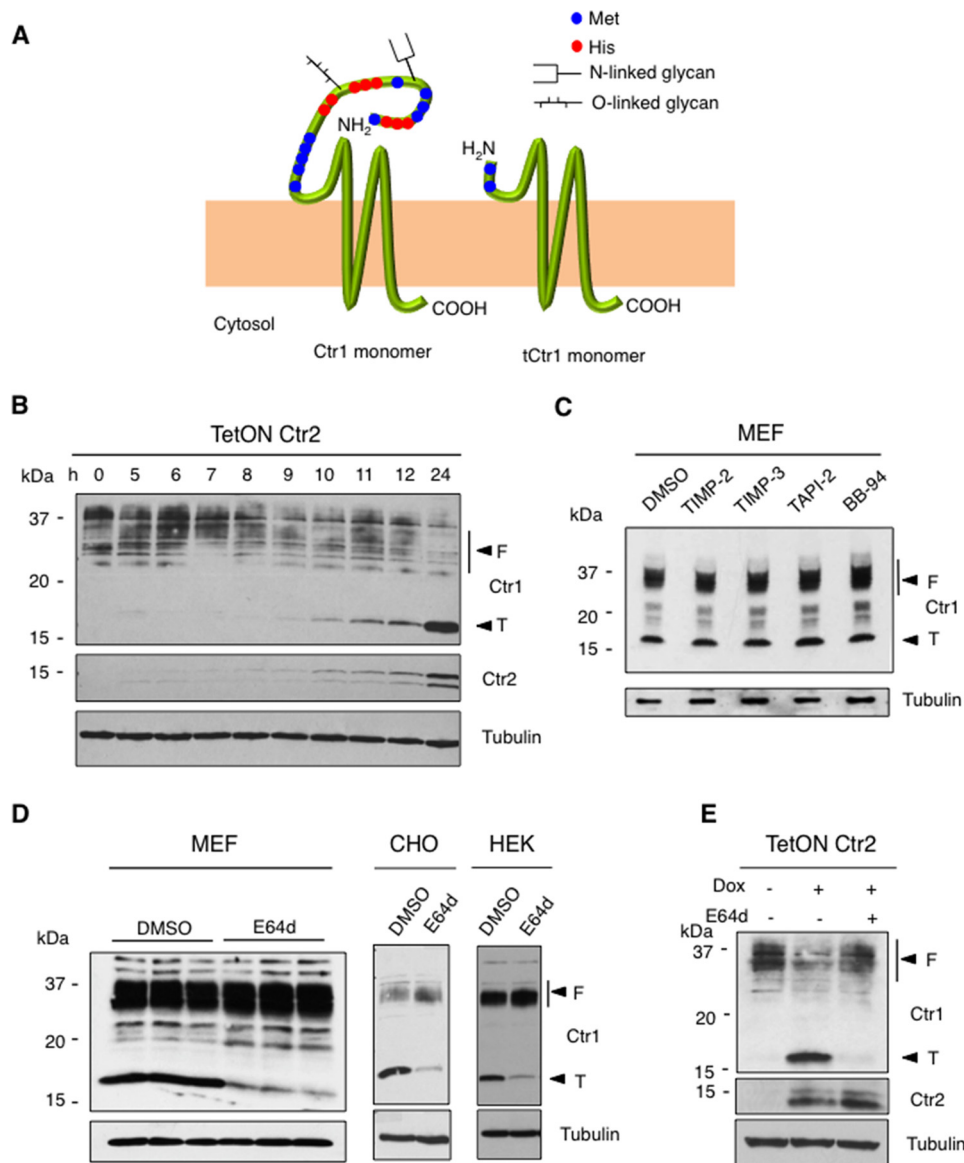 A
Met
His
N-linked glycan
O-linked glycan
NH2
H2N
COOH
COOH
Cytosol
Ctr1 monomer
tCtr1 monomer
B
TetON Ctr2
kDa h 0 5 6 7 8 9 10 11 12 24
37 -
F
20 -
Ctr1
15 -
T
15 -
Ctr2
Tubulin
C
MEF
DMSO TIMP-2 TIMP-3 TAPI-2 BB-94
kDa
37 -
F
20 -
Ctr1
15 -
T
Tubulin
D
MEF
DMSO E64d
kDa
37 -
20 -
15 -
CHO
DMSO E64d
HEK
DMSO E64d
F
Ctr1
T
Tubulin
E
TetON Ctr2
Dox - + +
E64d - - +
kDa
37 -
F
20 -
Ctr1
15 -
T
15 -
Ctr2
Tubulin